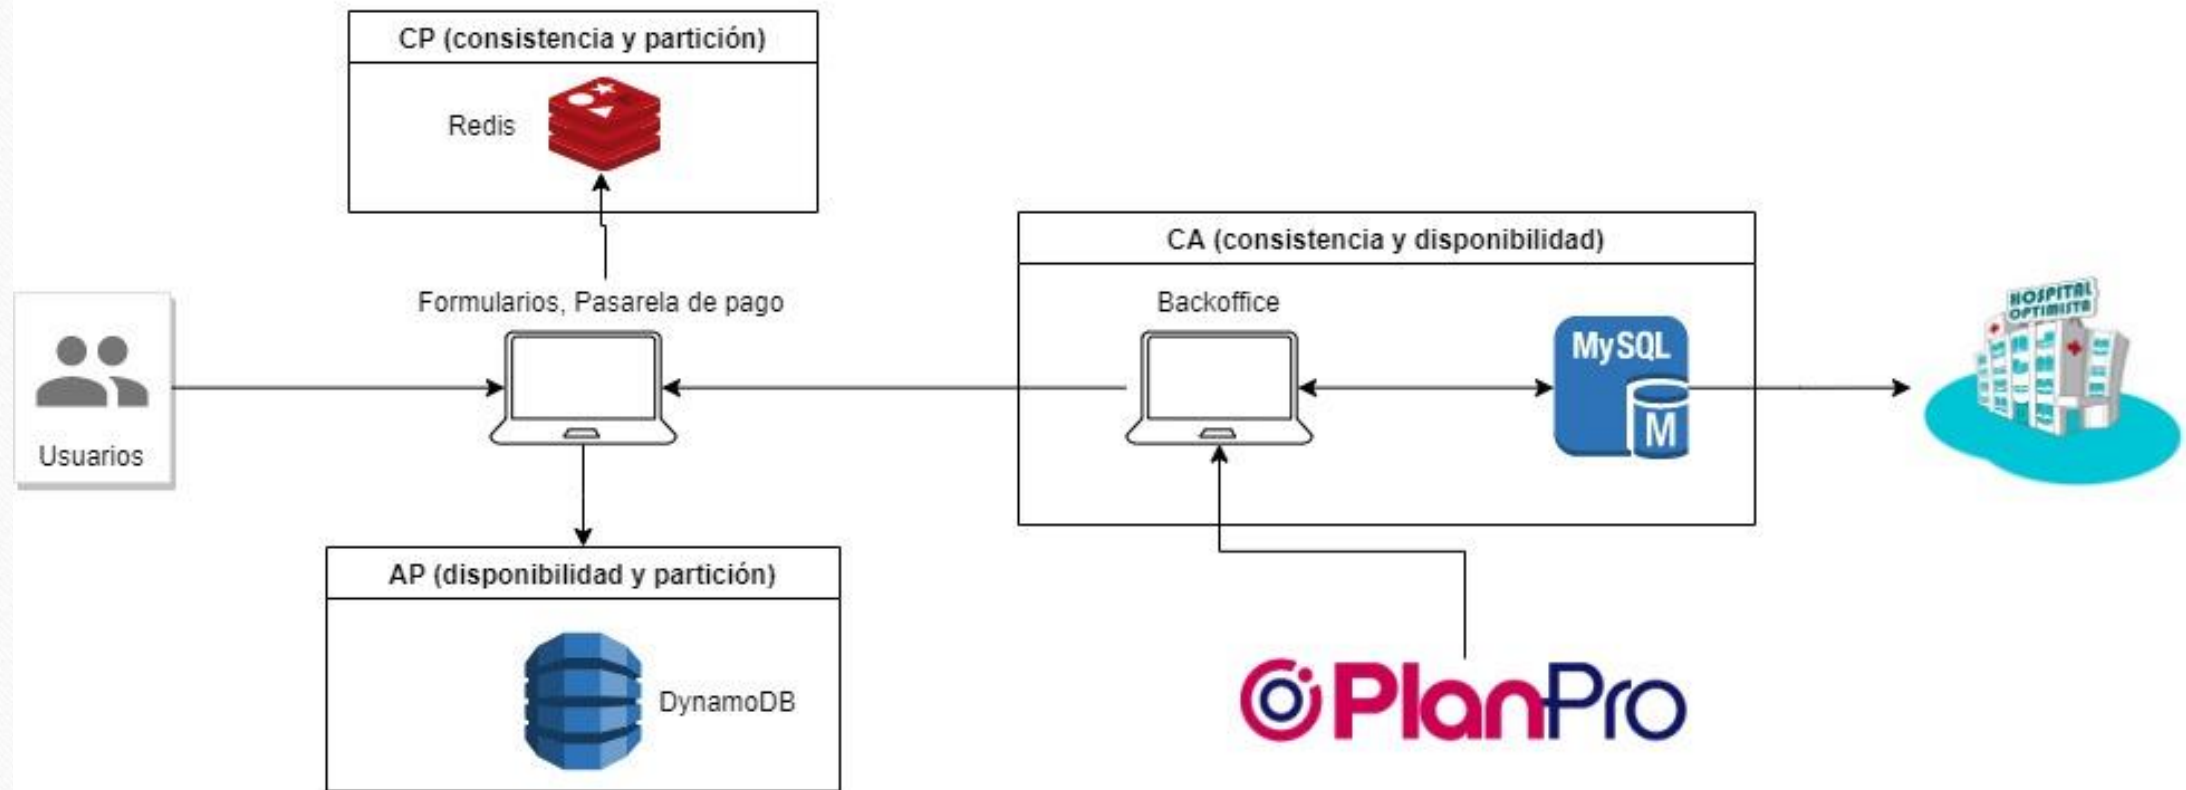 CP (consistencia y partición)
Redis
CA (consistencia y disponibilidad)
Formularios, Pasarela de pago
Backoffice
HOSPITAL
OPTIMISTA
MySQL
M
Usuarios
AP (disponibilidad y partición)
DynamoDB
PlanPro